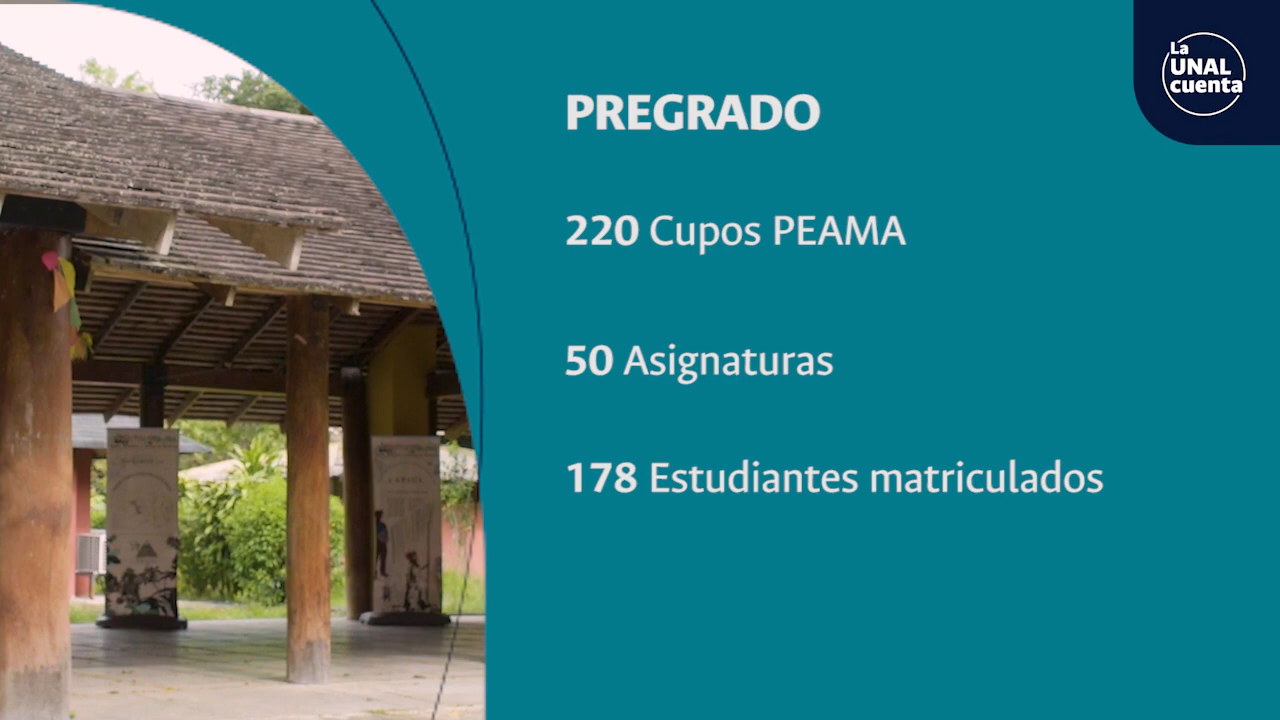 La
UNAL
cuenta
PREGRADO
220 Cupos PEAMA
50 Asignaturas
178 Estudiantes matriculados